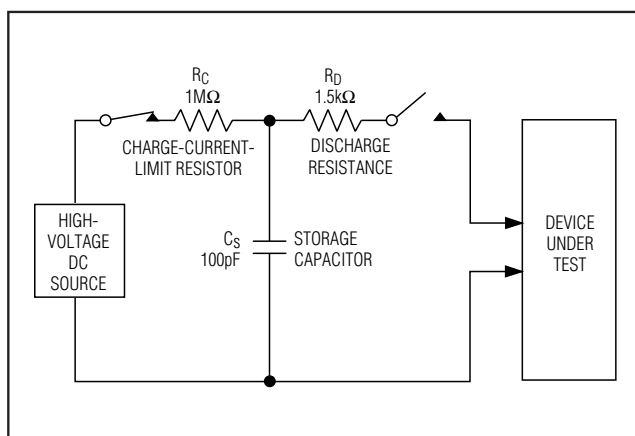 R_C
1MΩ
CHARGE-CURRENT-
LIMIT RESISTOR
R_D
1.5kΩ
DISCHARGE
RESISTANCE
HIGH-
VOLTAGE
DC
SOURCE
C_S
100pF
STORAGE
CAPACITOR
DEVICE
UNDER
TEST